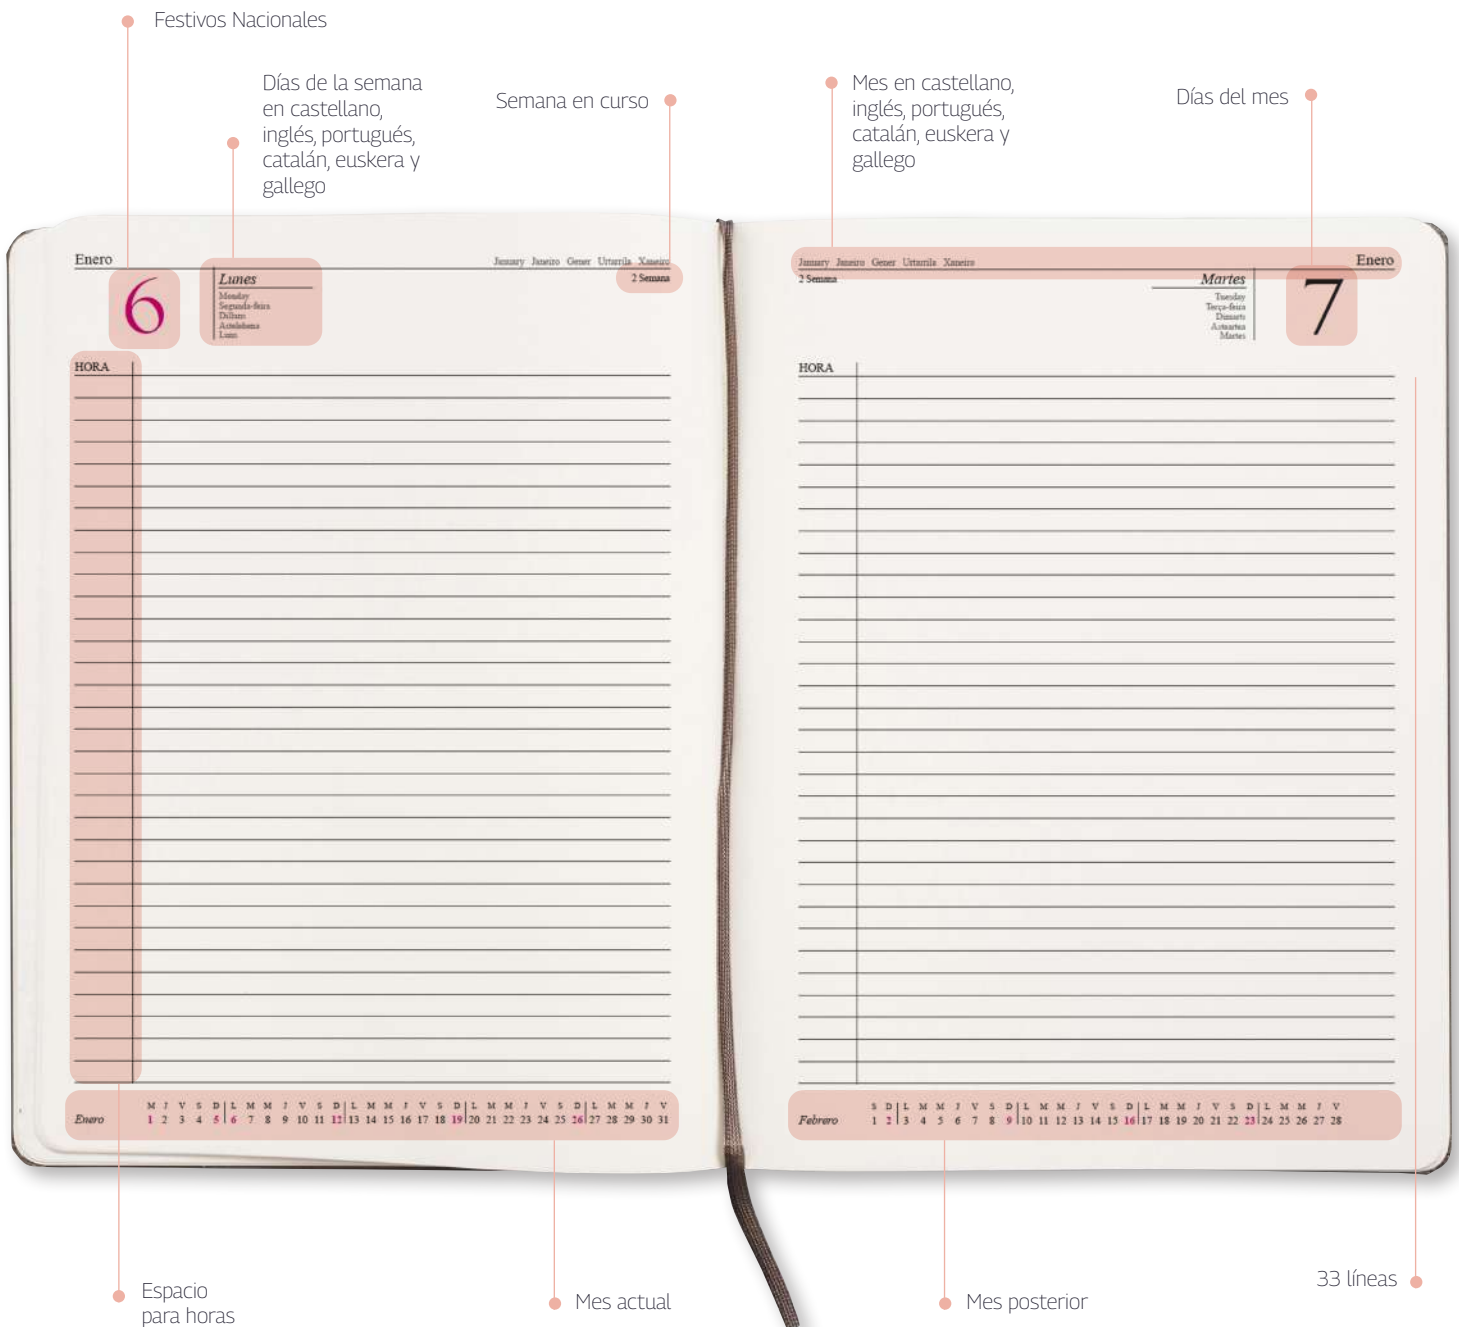 Festivos Nacionales
Días de la semana
en castellano,
inglés, portugués,
catalán, euskera y
gallego
Semana en curso
Mes en castellano,
inglés, portugués,
catalán, euskera y
gallego
Días del mes
Enero
January Janeiro Gener Urtarrila Xaneiro
6
Lunes
Monday
Segunda-feira
Dilluns
Astelehena
Luns
2 Semana
HORA
Enero
M J V S D L M M J V S D L M M J V S D L M M J V S D L M M J V
1 2 3 4 5 6 7 8 9 10 11 12 13 14 15 16 17 18 19 20 21 22 23 24 25 26 27 28 29 30 31
January Janeiro Gener Urtarrila Xaneiro
Enero
2 Semana
Martes
Tuesday
Terça-feira
Dimarts
Asteartea
Martes
7
HORA
Febrero
S D L M M J V S D L M M J V S D L M M J V S D L M M J V
1 2 3 4 5 6 7 8 9 10 11 12 13 14 15 16 17 18 19 20 21 22 23 24 25 26 27 28
Espacio
para horas
Mes actual
Mes posterior
33 líneas